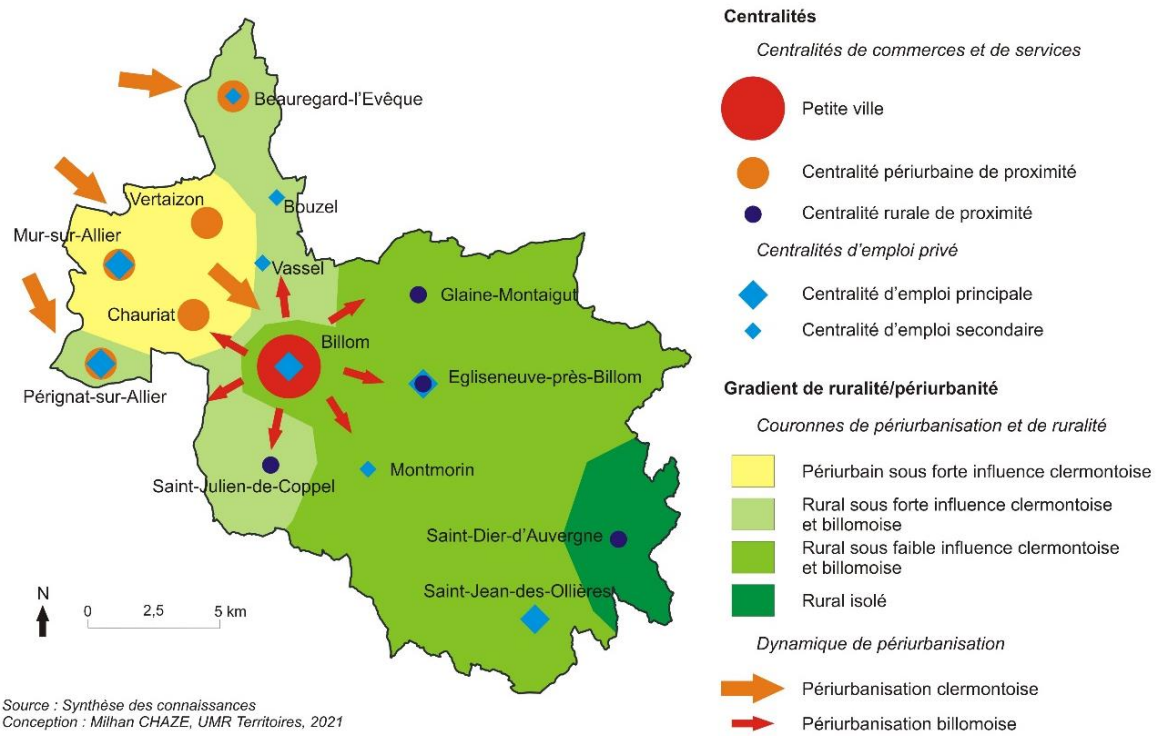 Beauregard-l'Evêque
Vertaizon
Bouzel
Mur-sur-Allier
Vassel
Glaine-Montaigut
Chauriat
Billom
Egliseneuve-près-Billom
Pérignat-sur-Allier
Montmorin
Saint-Julien-de-Coppel
Saint-Dier-d'Auvergne
Saint-Jean-des-Ollières
N
0 2,5 5 km
Source : Synthèse des connaissances
Conception : Milhan CHAZE, UMR Territoires, 2021
Centralités
Centralités de commerces et de services
Petite ville
Centralité périurbaine de proximité
Centralité rurale de proximité
Centralités d'emploi privé
Centralité d'emploi principale
Centralité d'emploi secondaire
Gradient de ruralité/périurbanité
Couronnes de périurbanisation et de ruralité
Périurbain sous forte influence clermontoise
Rural sous forte influence clermontoise
et billomoise
Rural sous faible influence clermontoise
et billomoise
Rural isolé
Dynamique de périurbanisation
Périurbanisation clermontoise
Périurbanisation billomoise